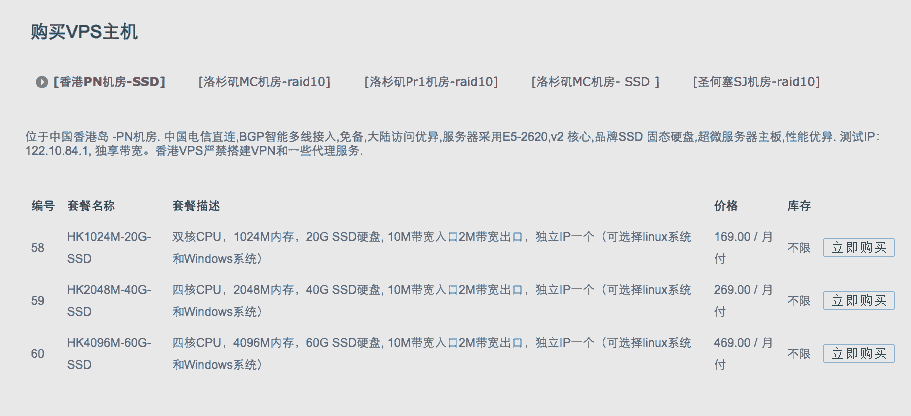 购买VPS主机
[香港PN机房-SSD] [洛杉矶MC机房-raid10] [洛杉矶Pr1机房-raid10] [洛杉矶MC机房- SSD ] [圣何塞SJ机房-raid10]
位于中国香港岛 -PN机房. 中国电信直连,BGP智能多线接入,免备,大陆访问优异,服务器采用E5-2620,v2 核心,品牌SSD 固态硬盘,超微服务器主板,性能优异. 测试IP:
122.10.84.1, 独享带宽。香港VPS严禁搭建VPN和一些代理服务.
编号 套餐名称 套餐描述 价格 库存
58 HK1024M-20G-SSD 双核CPU，1024M内存，20G SSD硬盘, 10M带宽入口2M带宽出口，独立IP一个（可选择linux系统和Windows系统） 169.00 / 月付 不限 立即购买
59 HK2048M-40G-SSD 四核CPU，2048M内存，40G SSD硬盘, 10M带宽入口2M带宽出口，独立IP一个（可选择linux系统和Windows系统） 269.00 / 月付 不限 立即购买
60 HK4096M-60G-SSD 四核CPU，4096M内存，60G SSD硬盘, 10M带宽入口2M带宽出口，独立IP一个（可选择linux系统和Windows系统） 469.00 / 月付 不限 立即购买